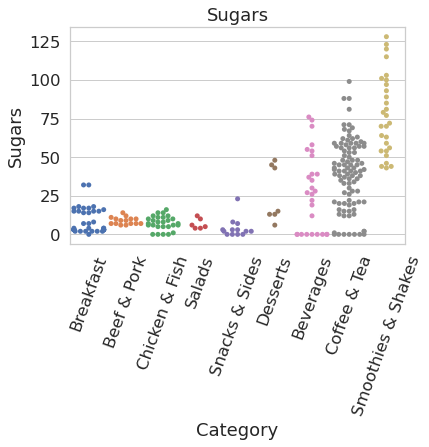 Sugars
125
100
75
50
25
0
Sugars
Breakfast
Beef & Pork
Chicken & Fish
Salads
Snacks & Sides
Desserts
Beverages
Coffee & Tea
Smoothies & Shakes
Category